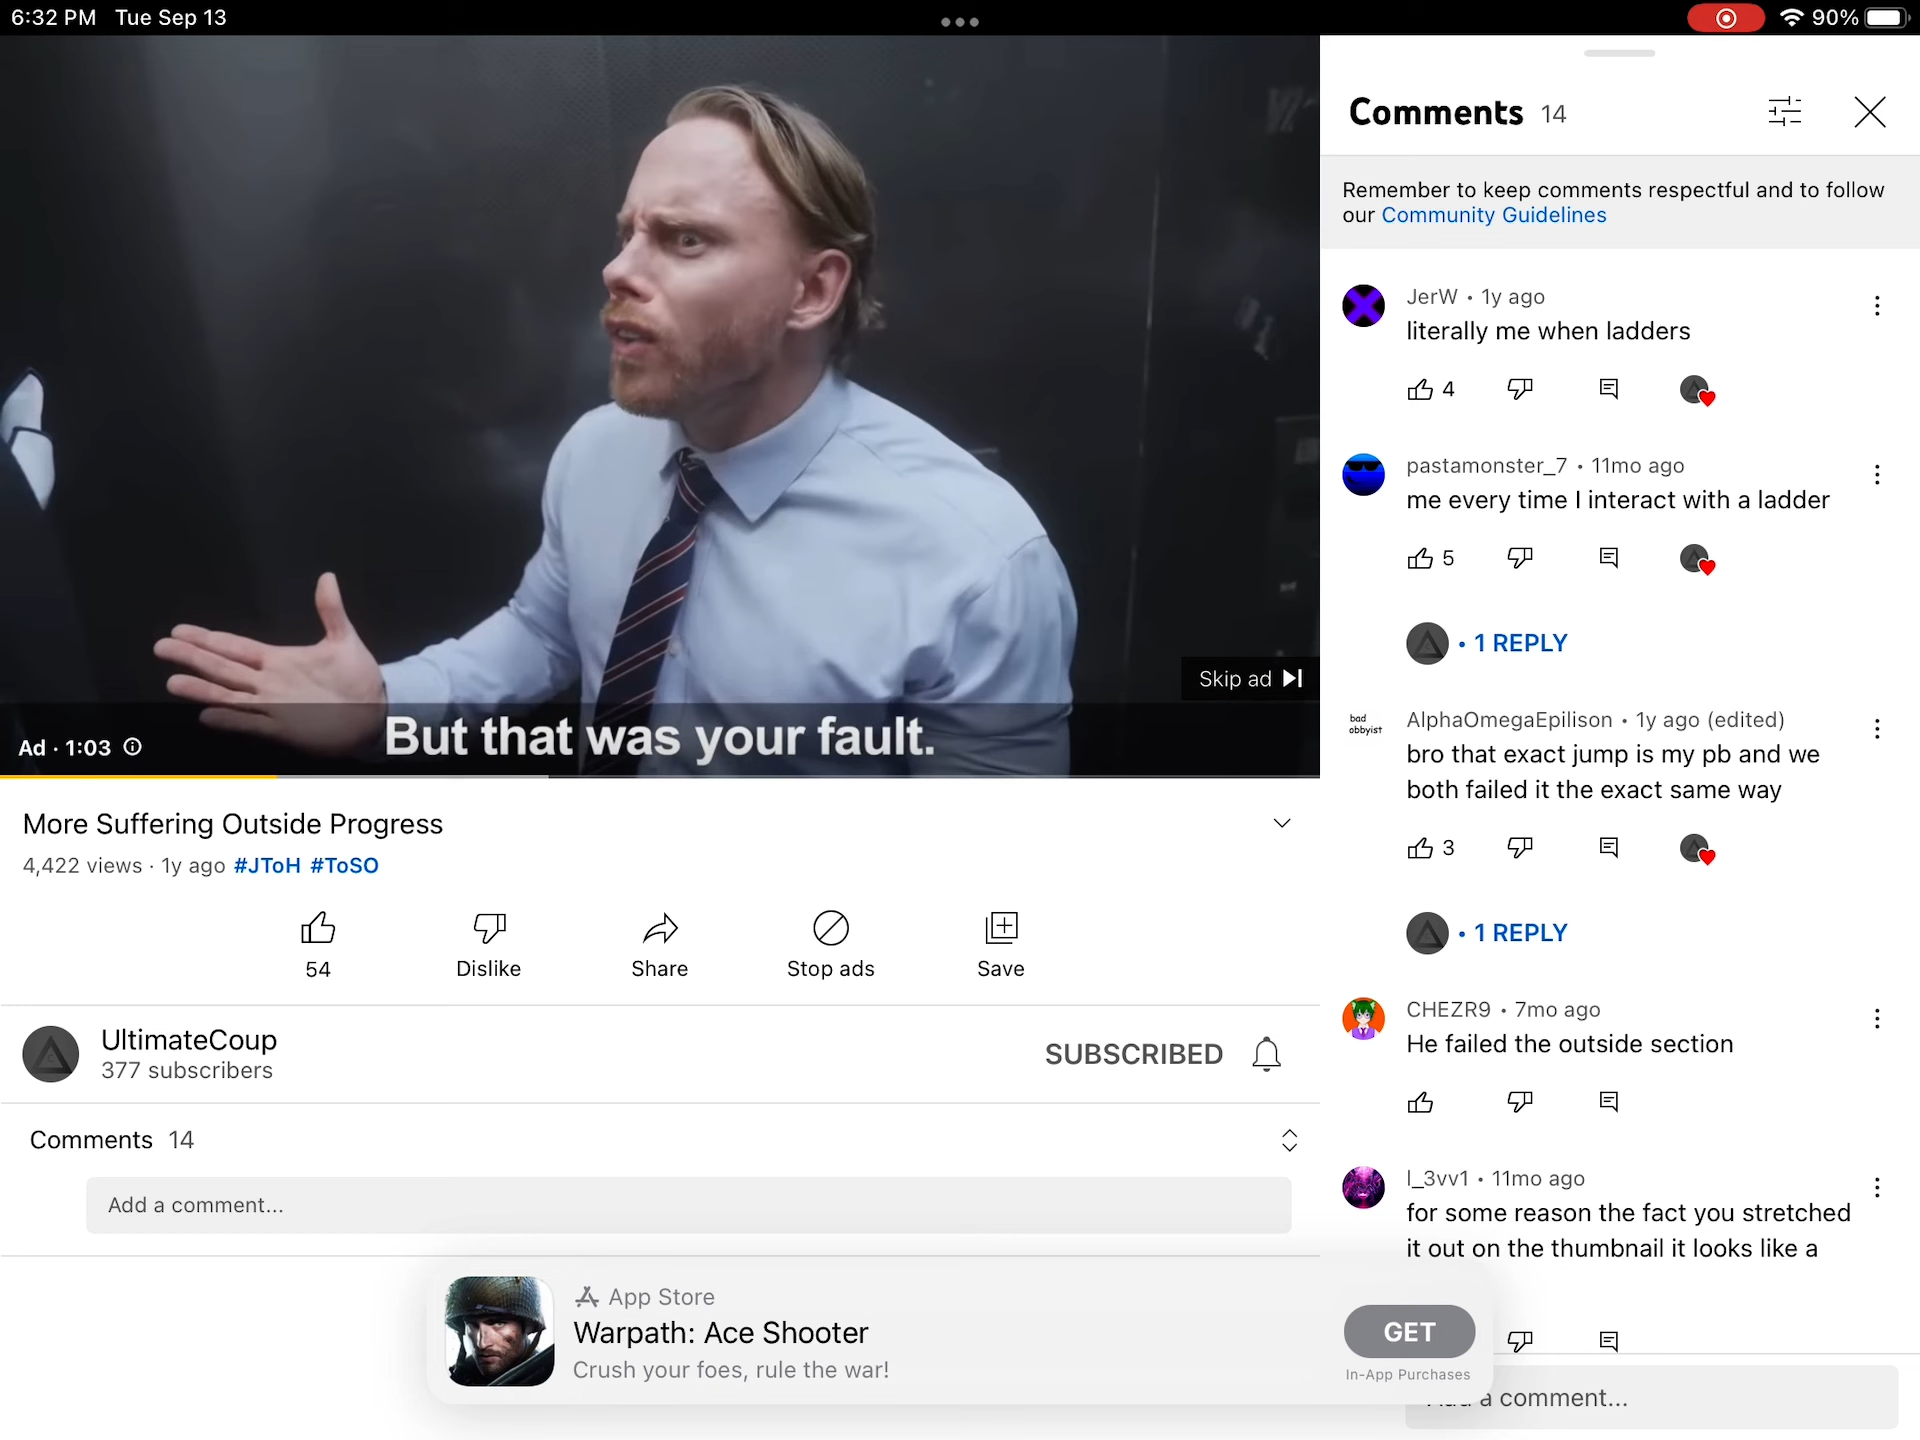 6:32 PM Tue Sep 13
90%
But that was your fault.
Skip ad
Ad · 1:03
More Suffering Outside Progress
4,422 views · 1y ago #JToH #ToSO
54
Dislike
Share
Stop ads
Save
UltimateCoup
377 subscribers
SUBSCRIBED
Comments 14
Add a comment...
App Store
Warpath: Ace Shooter
Crush your foes, rule the war!
GET
In-App Purchases
Comments 14
Remember to keep comments respectful and to follow
our Community Guidelines
JerW • 1y ago
literally me when ladders
4
pastamonster_7 • 11mo ago
me every time I interact with a ladder
5
• 1 REPLY
bad
obbyist
AlphaOmegaEpilison • 1y ago (edited)
bro that exact jump is my pb and we
both failed it the exact same way
3
• 1 REPLY
CHEZR9 • 7mo ago
He failed the outside section
l_3vv1 • 11mo ago
for some reason the fact you stretched
it out on the thumbnail it looks like a
a comment...